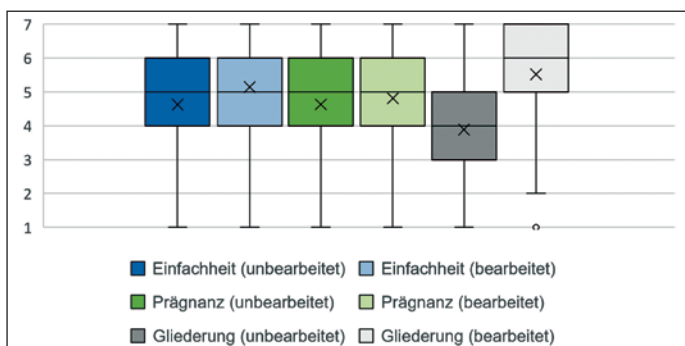 7
6
5
4
3
2
1
Einfachheit (unbearbeitet) Einfachheit (bearbeitet)
Prägnanz (unbearbeitet) Prägnanz (bearbeitet)
Gliederung (unbearbeitet) Gliederung (bearbeitet)